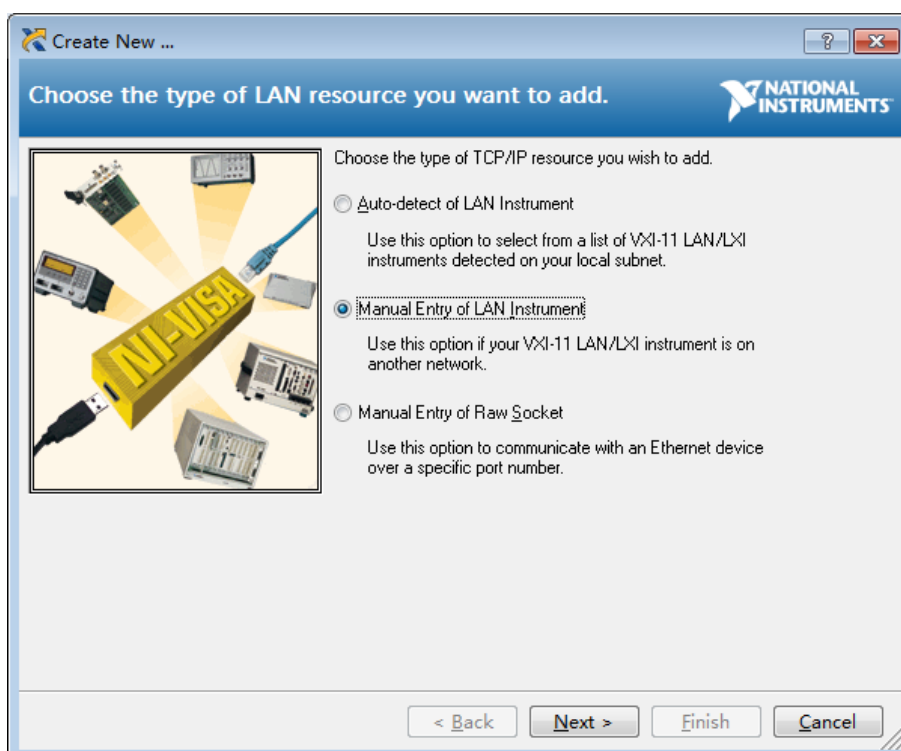 Create New ...
Choose the type of LAN resource you want to add.
NATIONAL
INSTRUMENTS
Choose the type of TCP/IP resource you wish to add.
Auto-detect of LAN Instrument
Use this option to select from a list of VXI-11 LAN/LXI
instruments detected on your local subnet.
Manual Entry of LAN Instrument
Use this option if your VXI-11 LAN/LXI instrument is on
another network.
Manual Entry of Raw Socket
Use this option to communicate with an Ethernet device
over a specific port number.
NI-VISA
< Back
Next >
Finish
Cancel